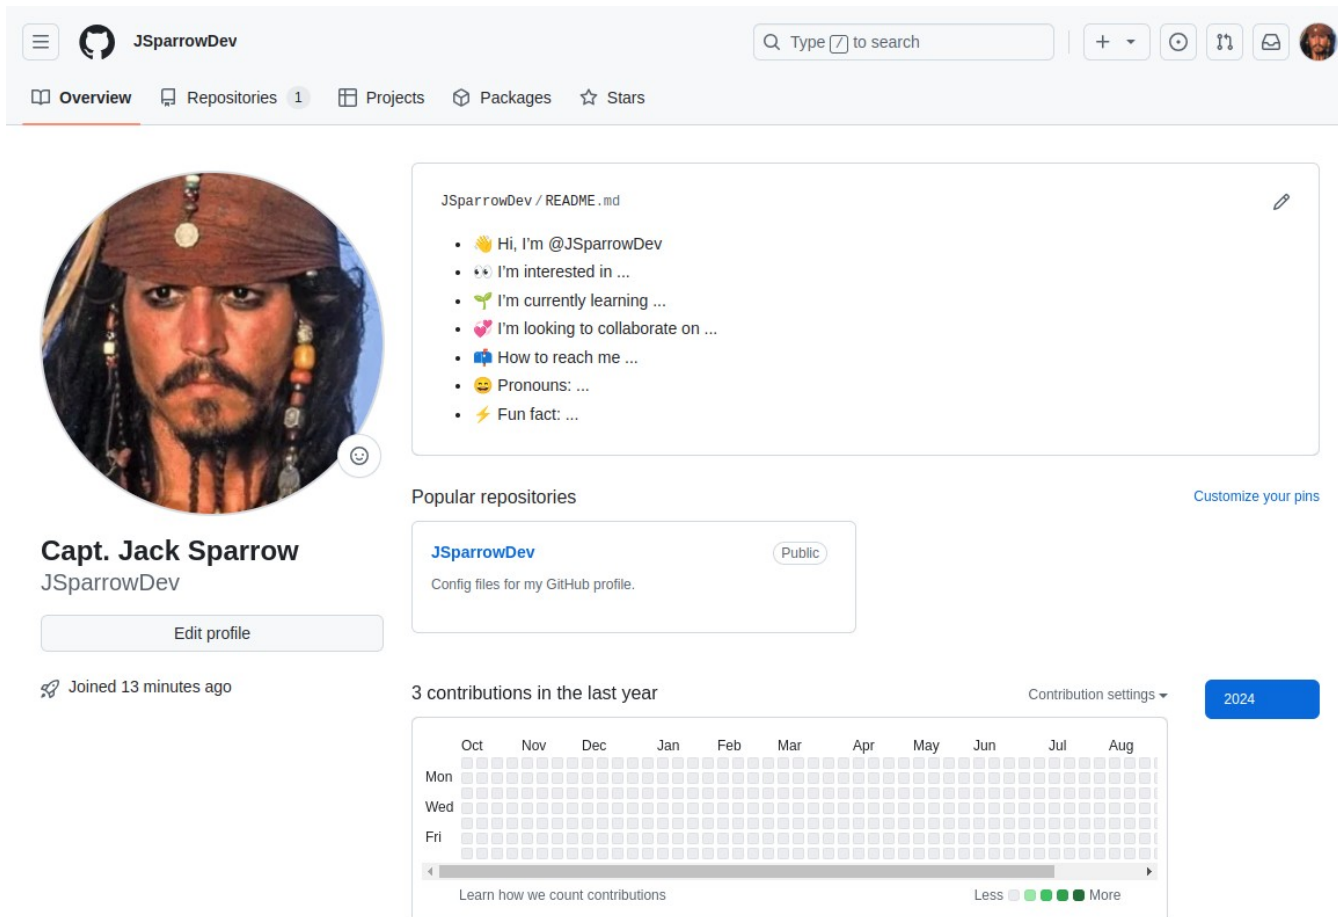 JSparrowDev
Type / to search
Overview Repositories 1 Projects Packages Stars
JSparrowDev / README.md
👋 Hi, I’m @JSparrowDev
👀 I’m interested in ...
🌱 I’m currently learning ...
💞️ I’m looking to collaborate on ...
📫 How to reach me ...
😄 Pronouns: ...
⚡ Fun fact: ...
Capt. Jack Sparrow
JSparrowDev
Edit profile
Joined 13 minutes ago
Popular repositories
Customize your pins
JSparrowDev Public
Config files for my GitHub profile.
3 contributions in the last year
Contribution settings
2024
Oct Nov Dec Jan Feb Mar Apr May Jun Jul Aug
Mon
Wed
Fri
Learn how we count contributions
Less More